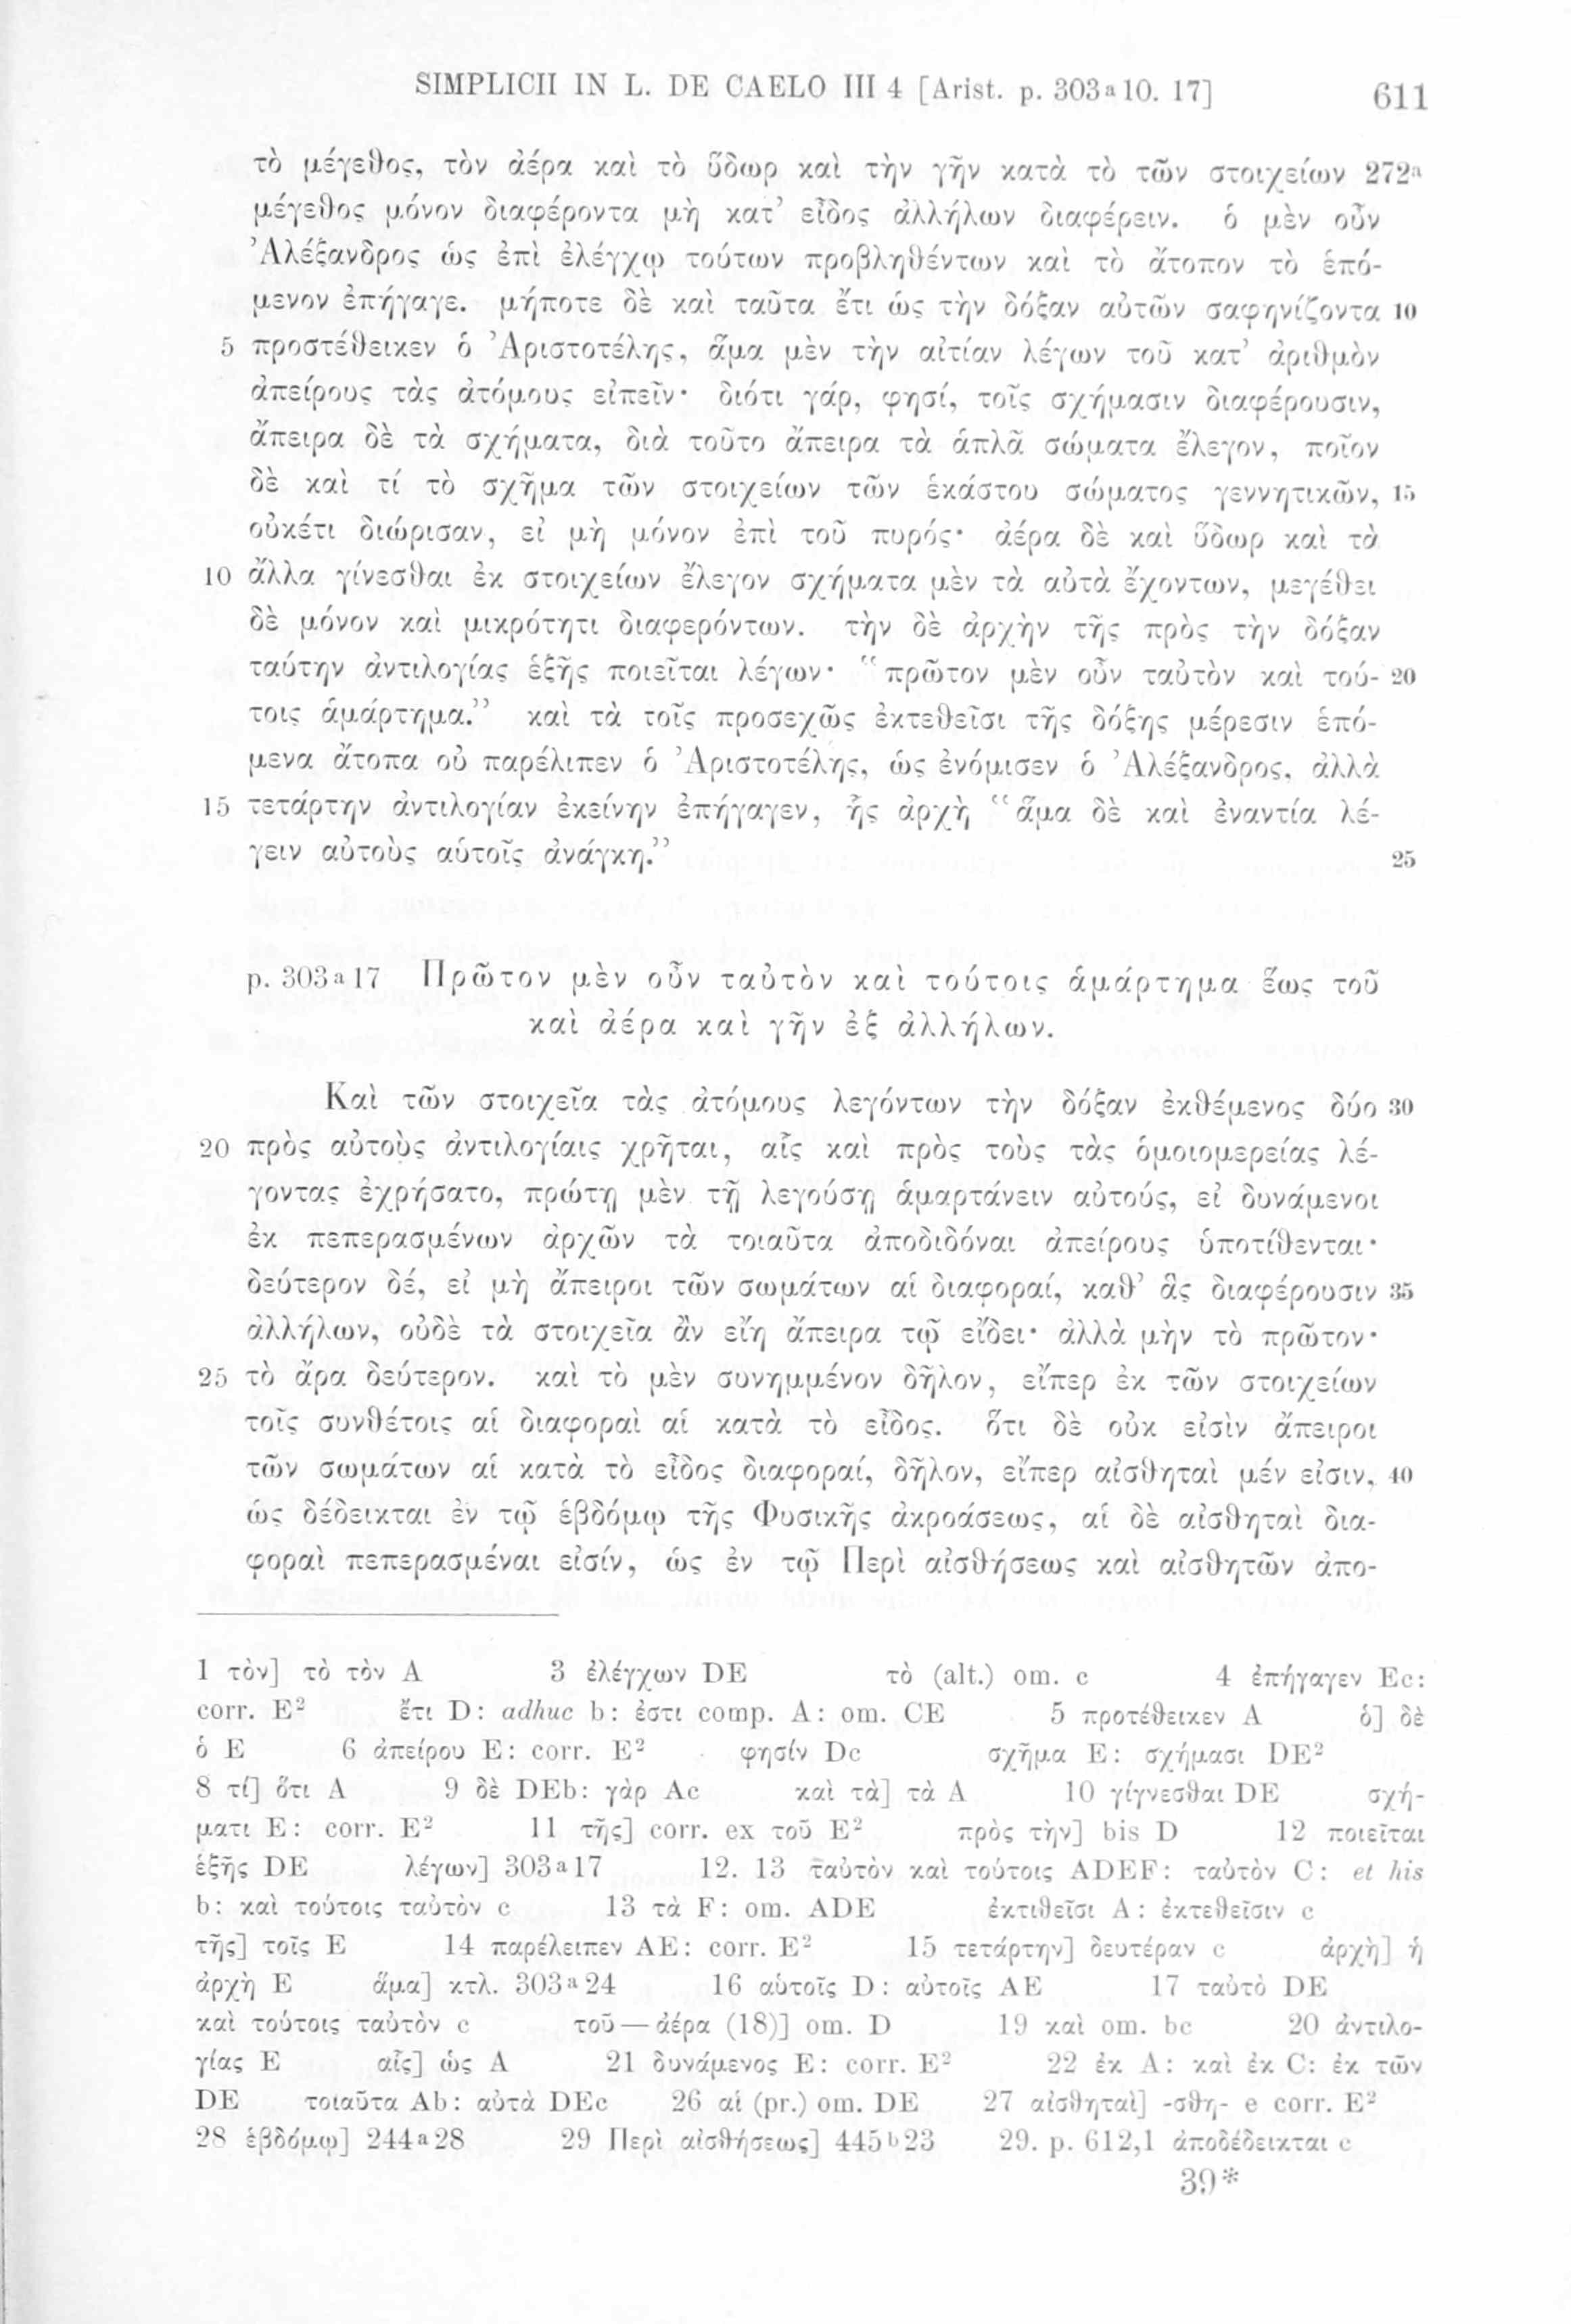 SIMPLICII IN L. DE CAELO III 4 [Arist. p. 303a10. 17] 611
τὸ μέγεθος, τὸν ἀέρα καὶ τὸ ὕδωρ καὶ τὴν γῆν κατὰ τὸ τῶν στοιχείων 272a
μέγεθος μόνον διαφέροντα μὴ κατ’ εἶδος ἀλλήλων διαφέρειν. ὁ μὲν οὖν
Ἀλέξανδρος ὡς ἐπὶ ἐλέγχῳ τούτων προβληθέντων καὶ τὸ ἄτοπον τὸ ἑπό-
μενον ἐπήγαγε. μήποτε δὲ καὶ ταῦτα ἔτι ὡς τὴν δόξαν αὐτῶν σαφηνίζοντα 10
5 προστέθεικεν ὁ Ἀριστοτέλης, ἅμα μὲν τὴν αἰτίαν λέγων τοῦ κατ’ ἀριθμὸν
ἀπείρους τὰς ἀτόμους εἰπεῖν· διότι γάρ, φησί, τοῖς σχήμασιν διαφέρουσιν,
ἄπειρα δὲ τὰ σχήματα, διὰ τοῦτο ἄπειρα τὰ ἁπλᾶ σώματα ἔλεγον, ποῖον
δὲ καὶ τί τὸ σχῆμα τῶν στοιχείων τῶν ἑκάστου σώματος γεννητικῶν, 15
οὐκέτι διώρισαν, εἰ μὴ μόνον ἐπὶ τοῦ πυρός· ἀέρα δὲ καὶ ὕδωρ καὶ τὰ
10 ἄλλα γίνεσθαι ἐκ στοιχείων ἔλεγον σχήματα μὲν τὰ αὐτὰ ἔχοντων, μεγέθει
δὲ μόνον καὶ μικρότητι διαφερόντων. τὴν δὲ ἀρχὴν τῆς πρὸς τὴν δόξαν
ταύτην ἀντιλογίας ἑξῆς ποιεῖται λέγων· “πρῶτον μὲν οὖν ταὐτὸν καὶ τού- 20
τοις ἁμάρτημα.” καὶ τὰ τοῖς προσεχῶς ἐκτεθεῖσι τῆς δόξης μέρεσιν ἑπό-
μενα ἄτοπα οὐ παρέλιπεν ὁ Ἀριστοτέλης, ὡς ἐνόμισεν ὁ Ἀλέξανδρος, ἀλλὰ
15 τετάρτην ἀντιλογίαν ἐκείνην ἐπήγαγεν, ἧς ἀρχὴ “ἅμα δὲ καὶ ἐναντία λέ-
γειν αὐτοὺς αὑτοῖς ἀνάγκη.” 25
p. 303a17 Πρῶτον μὲν οὖν ταὐτὸν καὶ τούτοις ἁμάρτημα ἕως τοῦ
καὶ ἀέρα καὶ γῆν ἐξ ἀλλήλων.
Καὶ τῶν στοιχεῖα τὰς ἀτόμους λεγόντων τὴν δόξαν ἐκθέμενος δύο 30
20 πρὸς αὐτοὺς ἀντιλογίαις χρῆται, αἷς καὶ πρὸς τοὺς τὰς ὁμοιομερείας λέ-
γοντας ἐχρήσατο, πρώτῃ μὲν τῇ λεγούσῃ ἁμαρτάνειν αὐτούς, εἰ δυνάμενοι
ἐκ πεπερασμένων ἀρχῶν τὰ τοιαῦτα ἀποδιδόναι ἀπείρους ὑποτίθενται·
δεύτερον δέ, εἰ μὴ ἄπειροι τῶν σωμάτων αἱ διαφοραί, καθ’ ἃς διαφέρουσιν 35
ἀλλήλων, οὐδὲ τὰ στοιχεῖα ἂν εἴη ἄπειρα τῷ εἴδει· ἀλλὰ μὴν τὸ πρῶτον·
25 τὸ ἄρα δεύτερον. καὶ τὸ μὲν συνημμένον δῆλον, εἴπερ ἐκ τῶν στοιχείων
τοῖς συνθέτοις αἱ διαφοραὶ αἱ κατὰ τὸ εἶδος. ὅτι δὲ οὐκ εἰσὶν ἄπειροι
τῶν σωμάτων αἱ κατὰ τὸ εἶδος διαφοραί, δῆλον, εἴπερ αἰσθηταὶ μέν εἰσιν, 40
ὡς δέδεικται ἐν τῷ ἑβδόμῳ τῆς Φυσικῆς ἀκροάσεως, αἱ δὲ αἰσθηταὶ δια-
φοραὶ πεπερασμέναι εἰσίν, ὡς ἐν τῷ Περὶ αἰσθήσεως καὶ αἰσθητῶν ἀπο-
1 τὸν] τὸ τὸν A 3 ἐλέγχων DE τὸ (alt.) om. c 4 ἐπήγαγεν Ec:
corr. E2 ἔτι D: adhuc b: ἐστι comp. A: om. CE 5 προτέθεικεν A ὁ] δὲ
ὁ E 6 ἀπείρου E: corr. E2 φησίν Dc σχῆμα E: σχήμασι DE2
8 τί] ὅτι A 9 δὲ DEb: γὰρ Ac καὶ τὰ] τὰ A 10 γίγνεσθαι DE σχή-
ματι E: corr. E2 11 τῆς] corr. ex τοῦ E2 πρὸς τὴν] bis D 12 ποιεῖται
ἑξῆς DE λέγων] 303a17 12. 13 ταὐτὸν καὶ τούτοις ADEF: ταὐτὸν C: et his
b: καὶ τούτοις ταὐτὸν c 13 τὰ F: om. ADE ἐκτιθεῖσι A: ἐκτεθεῖσιν c
τῆς] τοῖς E 14 παρέλειπεν AE: corr. E2 15 τετάρτην] δευτέραν c ἀρχὴ] ἡ
ἀρχὴ E ἅμα] κτλ. 303a24 16 αὑτοῖς D: αὐτοῖς AE 17 ταὐτὸ DE
καὶ τούτοις ταὐτὸν c τοῦ — ἀέρα (18)] om. D 19 καὶ om. bc 20 ἀντιλο-
γίας E αἷς] ὡς A 21 δυνάμενος E: corr. E2 22 ἐκ A: καὶ ἐκ C: ἐκ τῶν
DE τοιαῦτα Ab: αὐτὰ DEc 26 αἱ (pr.) om. DE 27 αἰσθηταὶ] -σθη- e corr. E2
28 ἑβδόμῳ] 244a28 29 Περὶ αἰσθήσεως] 445b23 29. p. 612,1 ἀποδέδεικται c
39*